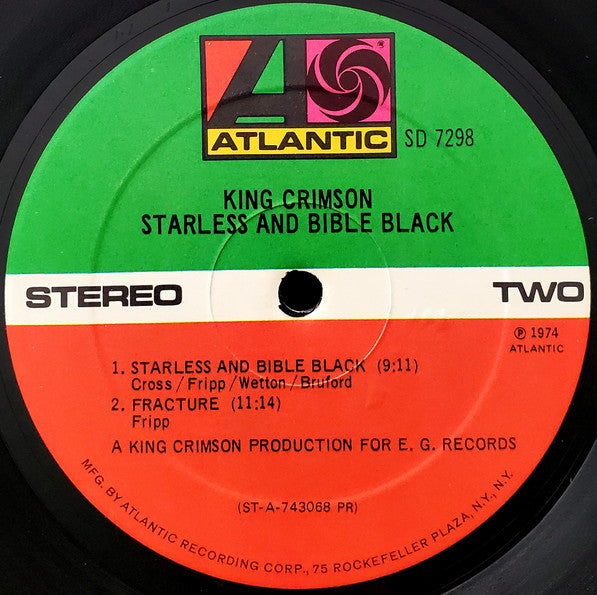 ATLANTIC SD 7298
KING CRIMSON
STARLESS AND BIBLE BLACK
STEREO TWO
℗ 1974
ATLANTIC
1. STARLESS AND BIBLE BLACK (9:11)
Cross/Fripp/Wetton/Bruford
2. FRACTURE (11:14)
Fripp
A KING CRIMSON PRODUCTION FOR E. G. RECORDS
(ST-A-743068 PR)
MFG. BY ATLANTIC RECORDING CORP., 75 ROCKEFELLER PLAZA, N.Y., N.Y.